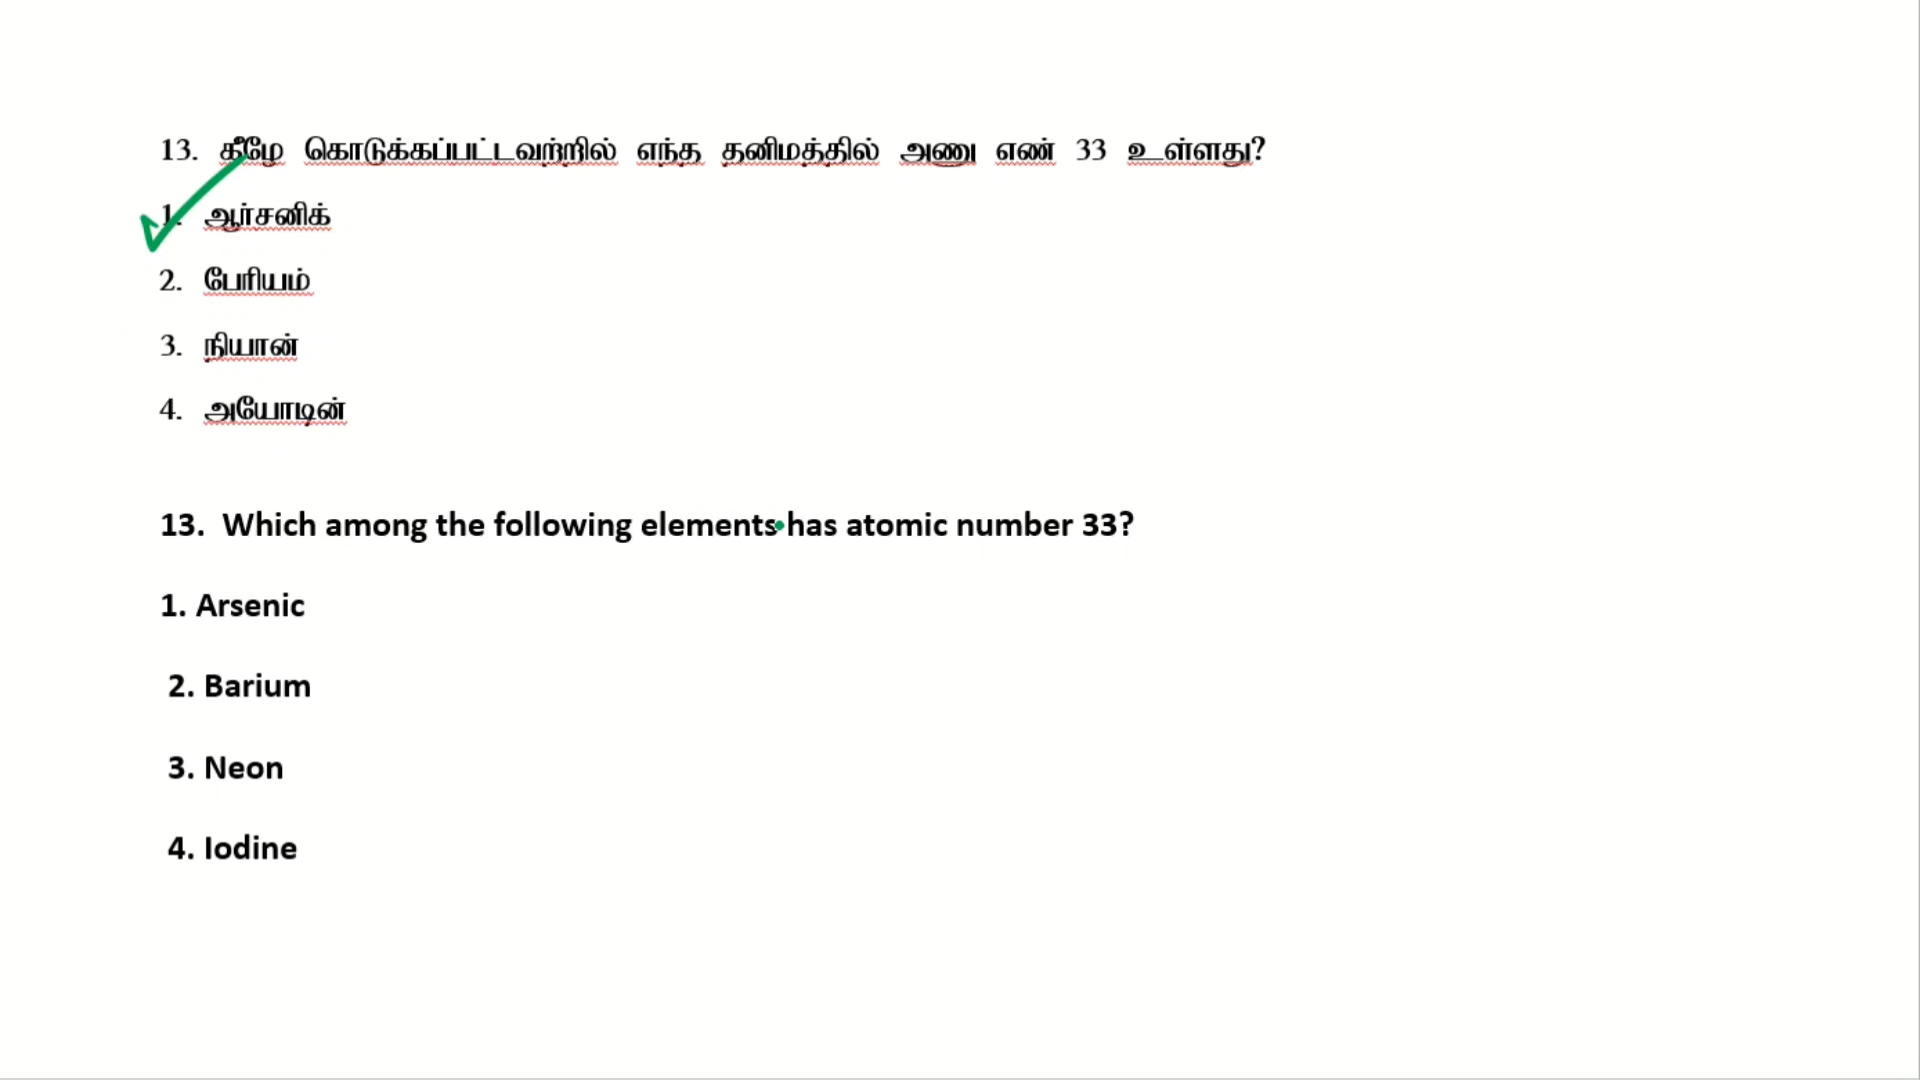 13. கீழே கொடுக்கப்பட்டவற்றில் எந்த தனிமத்தில் அணு எண் 33 உள்ளது?
1. ஆர்சனிக்
2. பேரியம்
3. நியான்
4. அயோடின்
13. Which among the following elements has atomic number 33?
1. Arsenic
2. Barium
3. Neon
4. Iodine